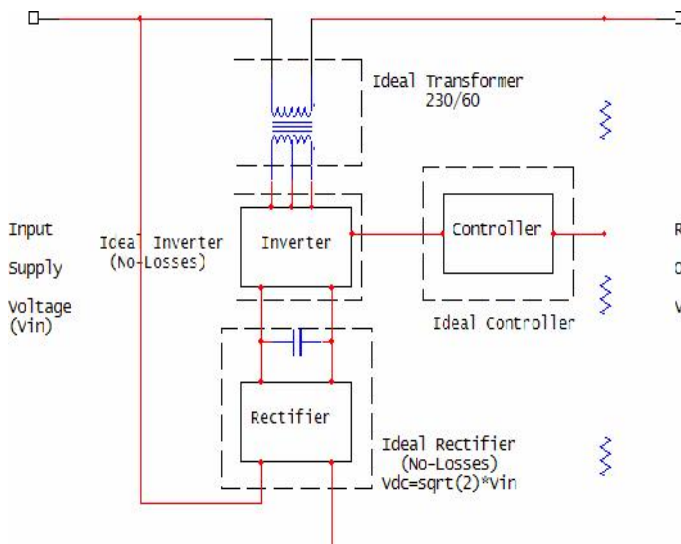 Ideal Transformer
230/60
Controller
Ideal Controller
Input
Supply
Voltage
(Vin)
Ideal Inverter
(No-Losses)
Inverter
R
V
Rectifier
Ideal Rectifier
(No-Losses)
Vdc=sqrt(2)*Vin